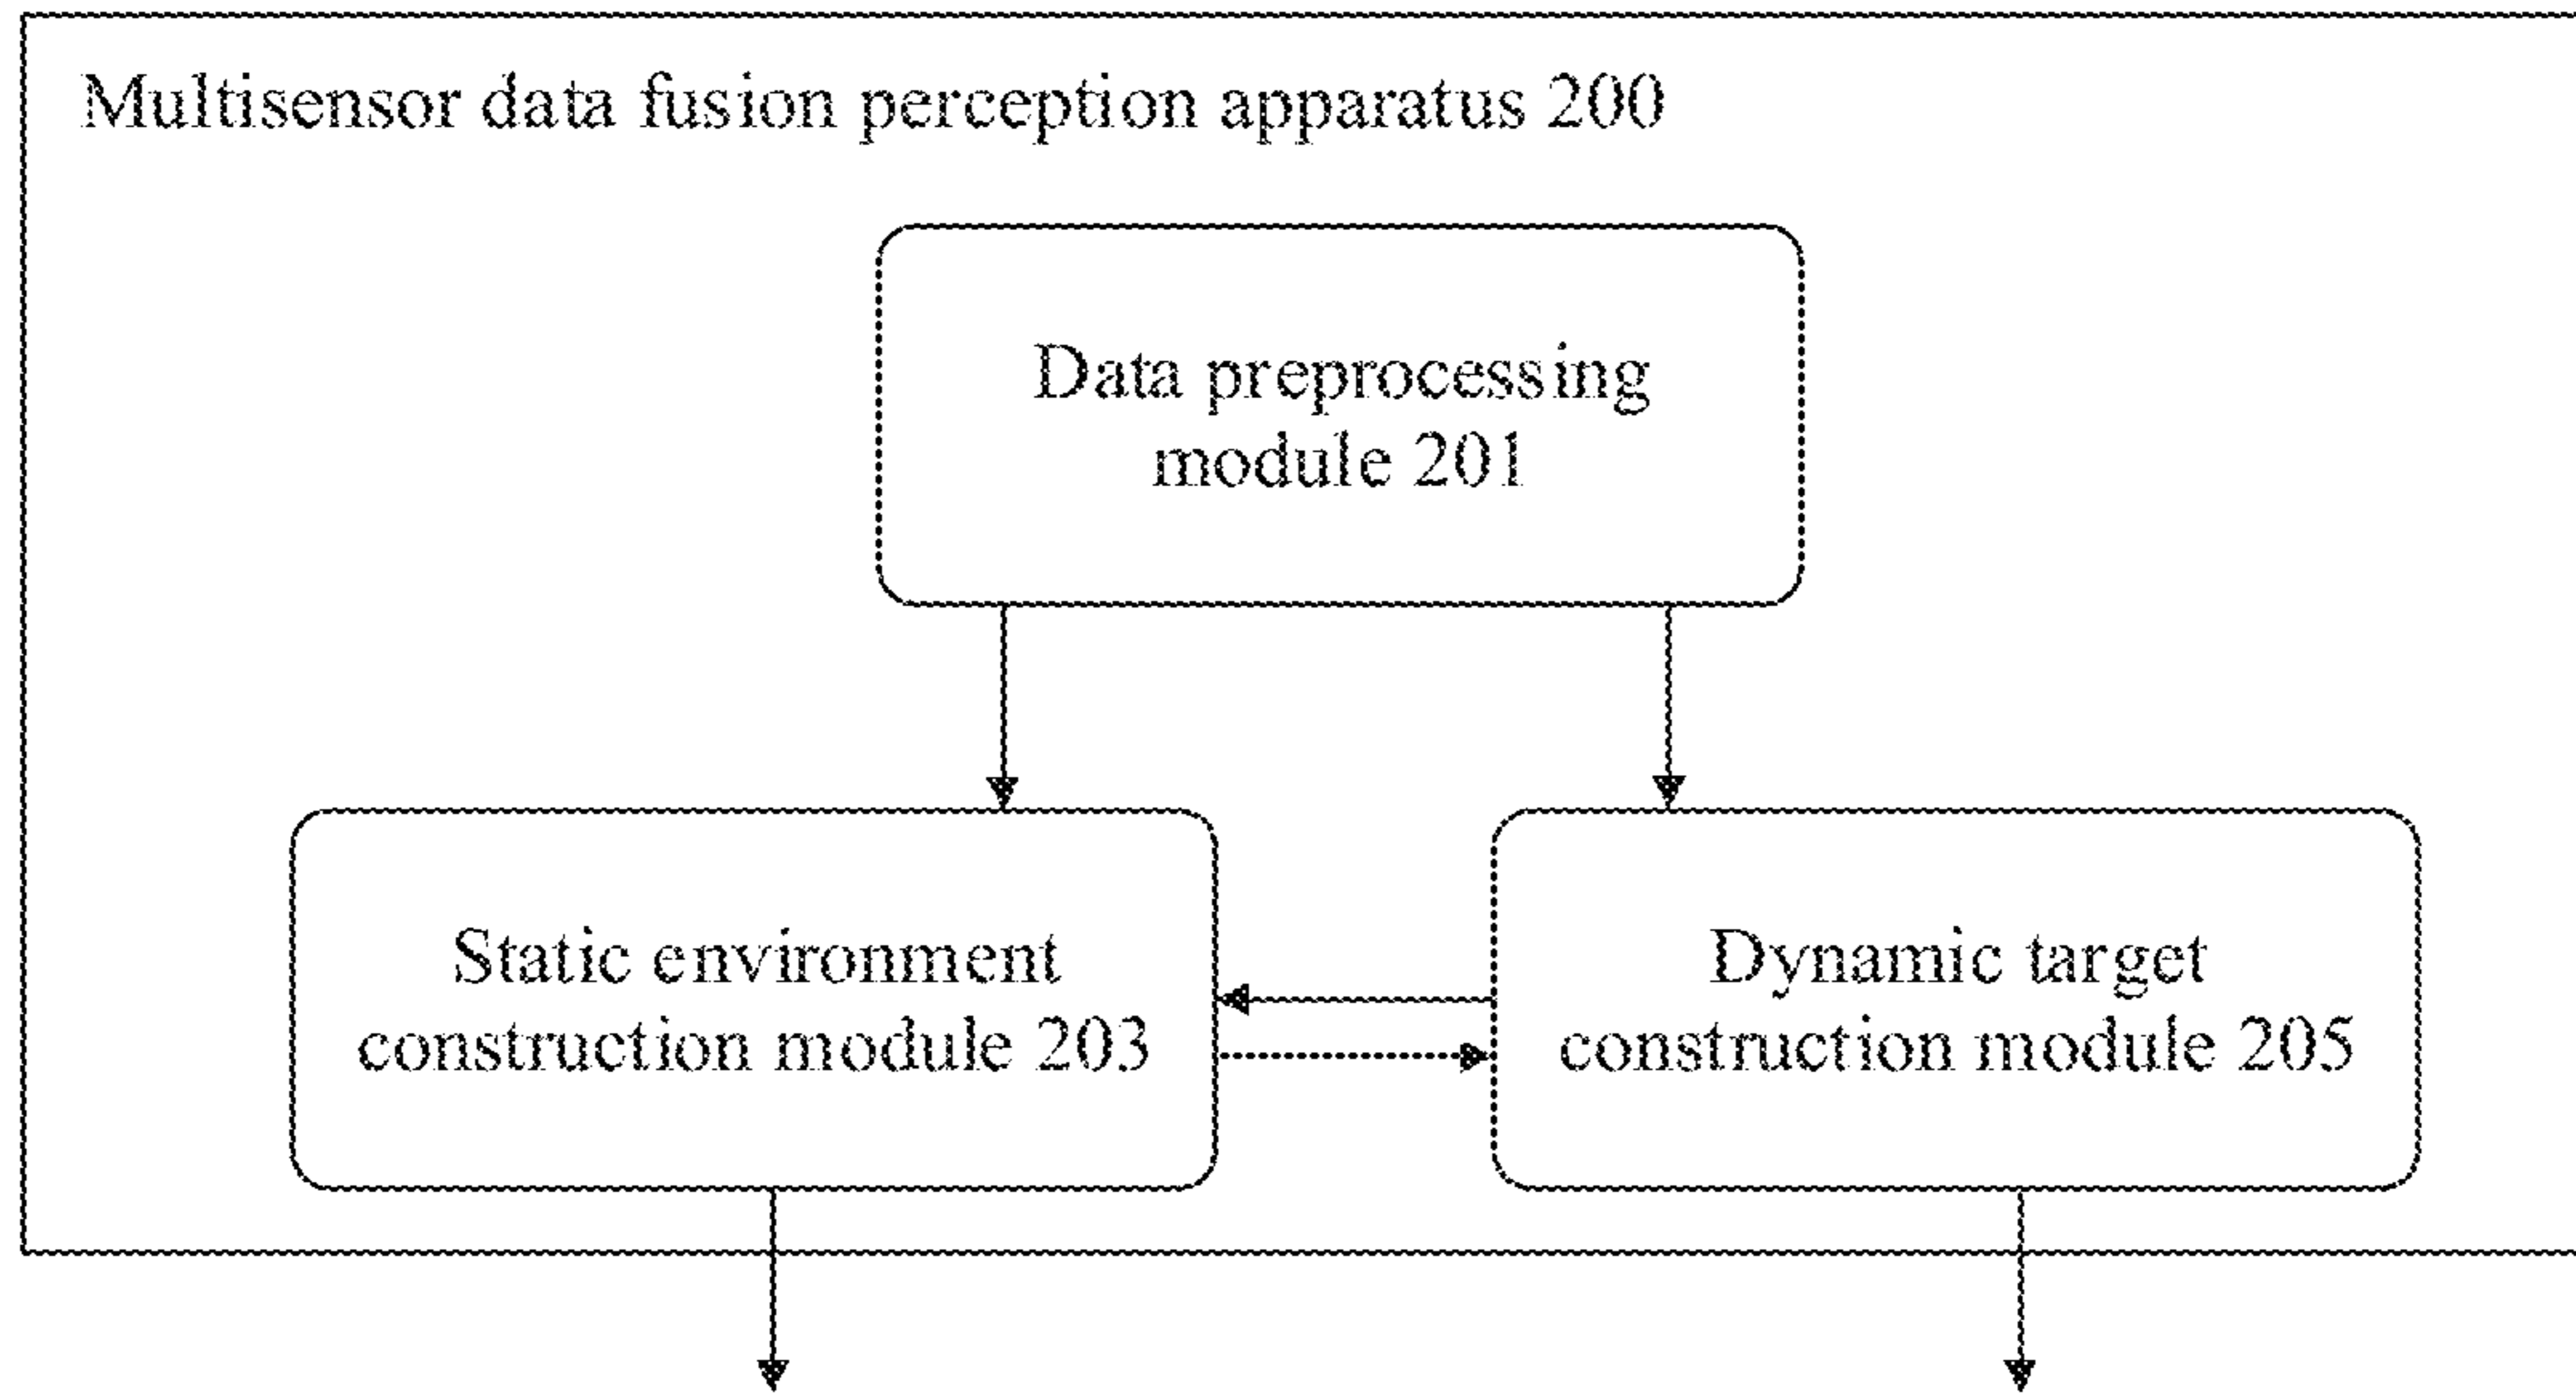 Multisensor data fusion perception apparatus 200
Data preprocessing
module 201
Static environment
construction module 203
Dynamic target
construction module 205